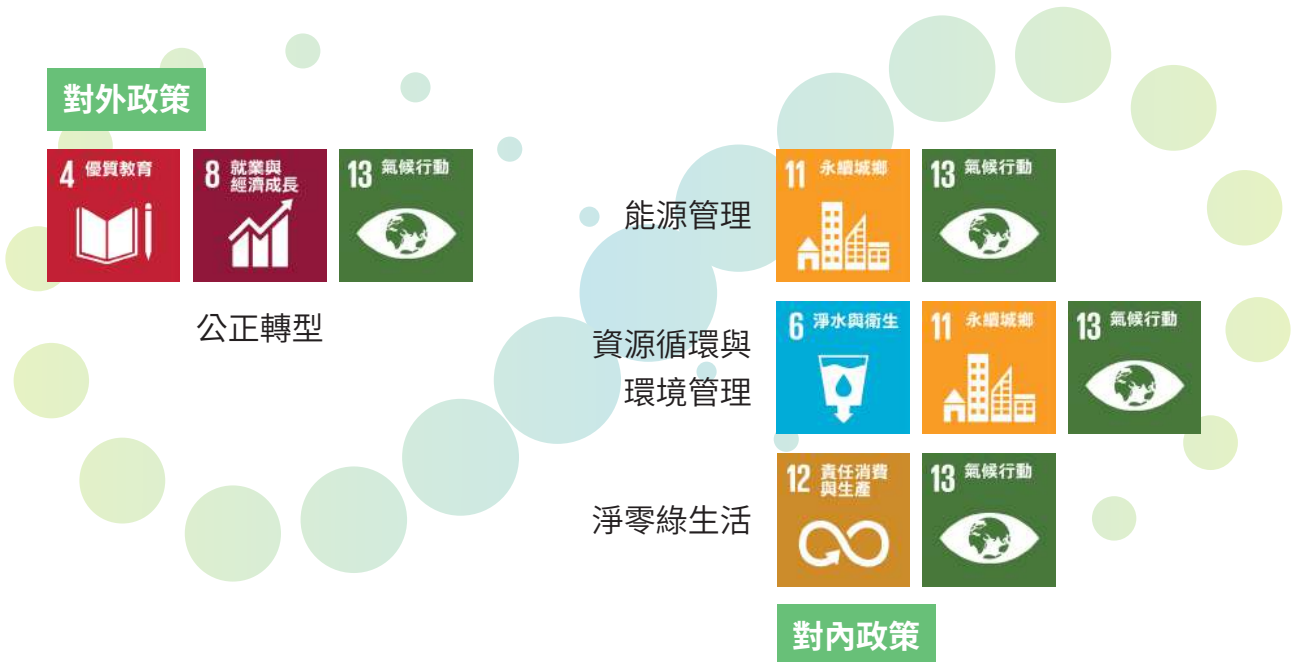 對外政策
4 優質教育
8 就業與
經濟成長
13 氣候行動
公正轉型
能源管理
11 永續城鄉
13 氣候行動
資源循環與
環境管理
6 淨水與衛生
11 永續城鄉
13 氣候行動
淨零綠生活
12 責任消費
與生產
13 氣候行動
對內政策